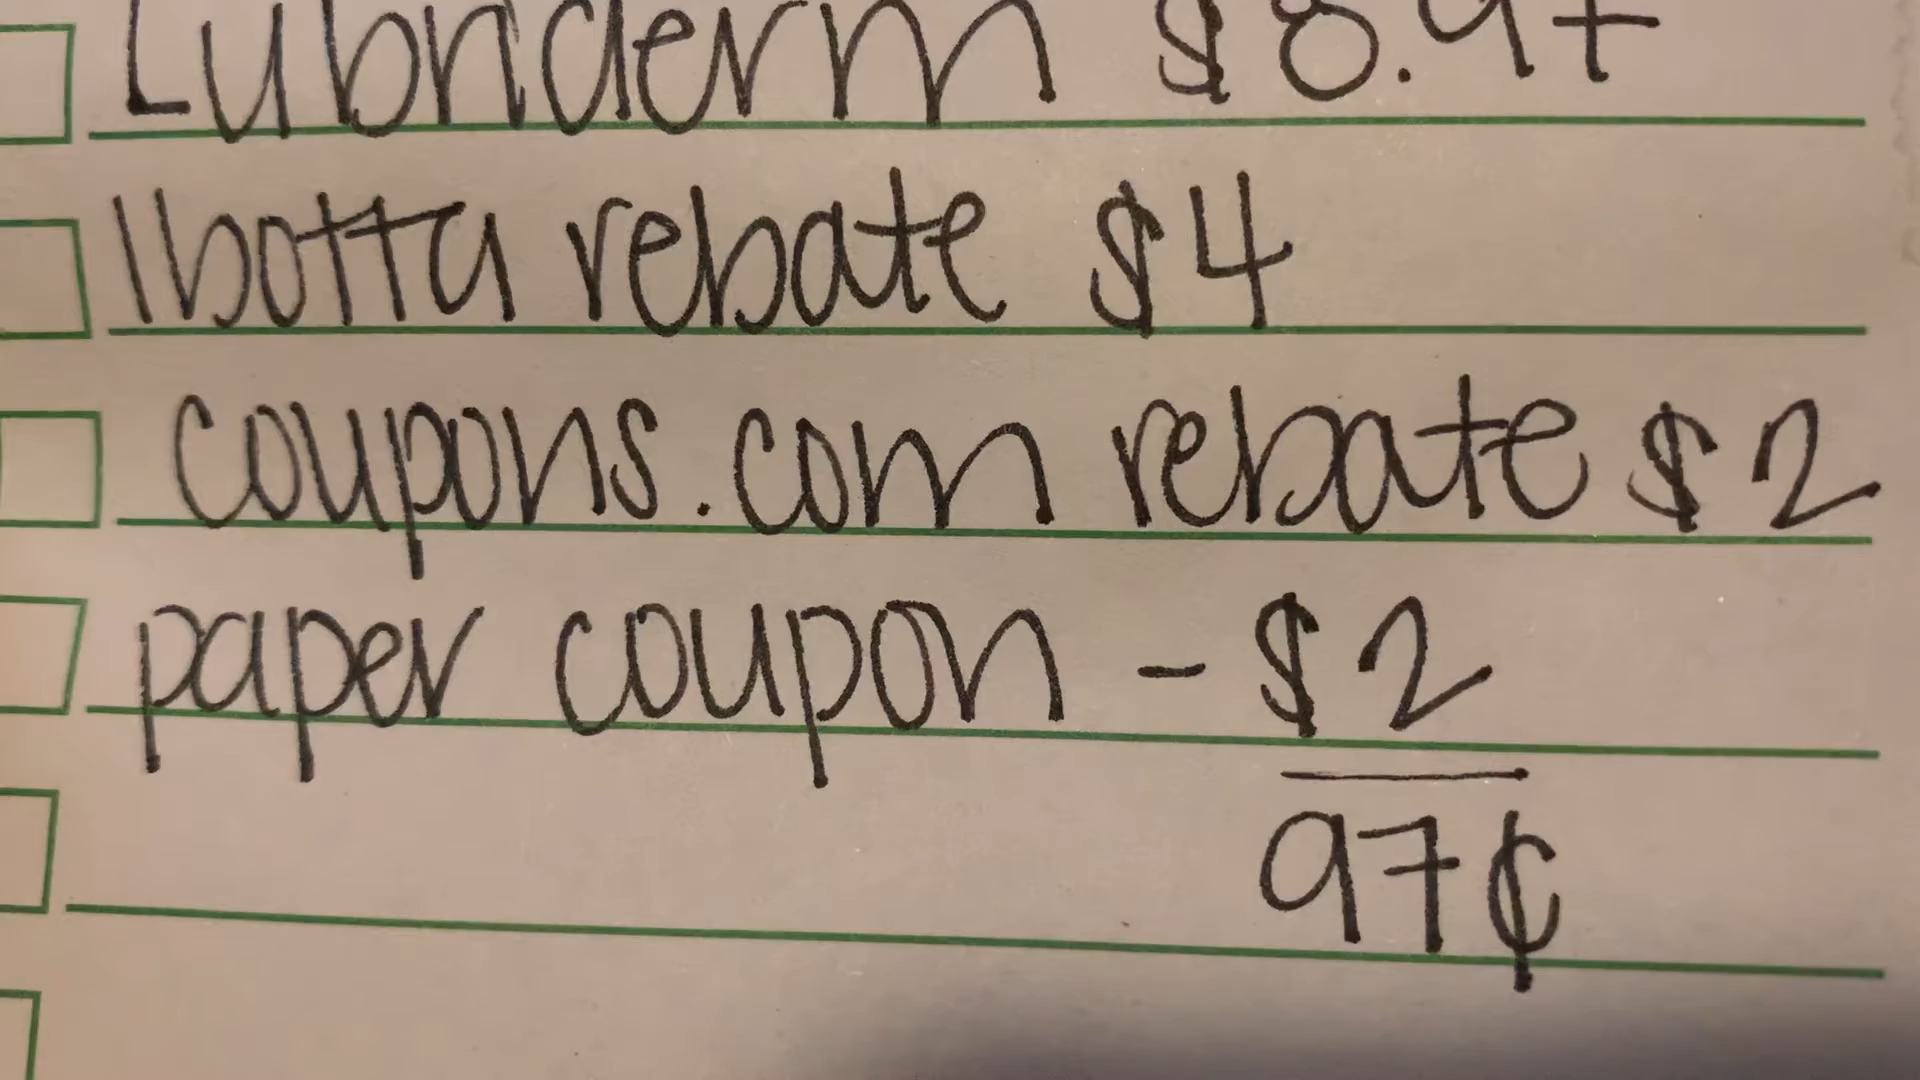 Lubriderm $8.97
Ibotta rebate $4
coupons.com rebate $2
paper coupon - $2
97¢